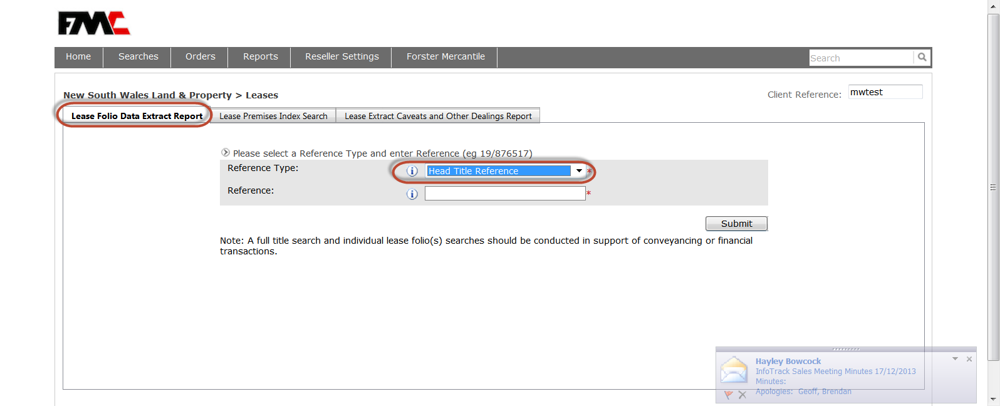 FMC
Home Searches Orders Reports Reseller Settings Forster Mercantile Search
New South Wales Land & Property > Leases Client Reference: mwtest
Lease Folio Data Extract Report Lease Premises Index Search Lease Extract Caveats and Other Dealings Report
Please select a Reference Type and enter Reference (eg 19/876517)
Reference Type: Head Title Reference *
Reference: *
Submit
Note: A full title search and individual lease folio(s) searches should be conducted in support of conveyancing or financial
transactions.
Hayley Bowcock
InfoTrack Sales Meeting Minutes 17/12/2013
Minutes:
Apologies: Geoff, Brendan